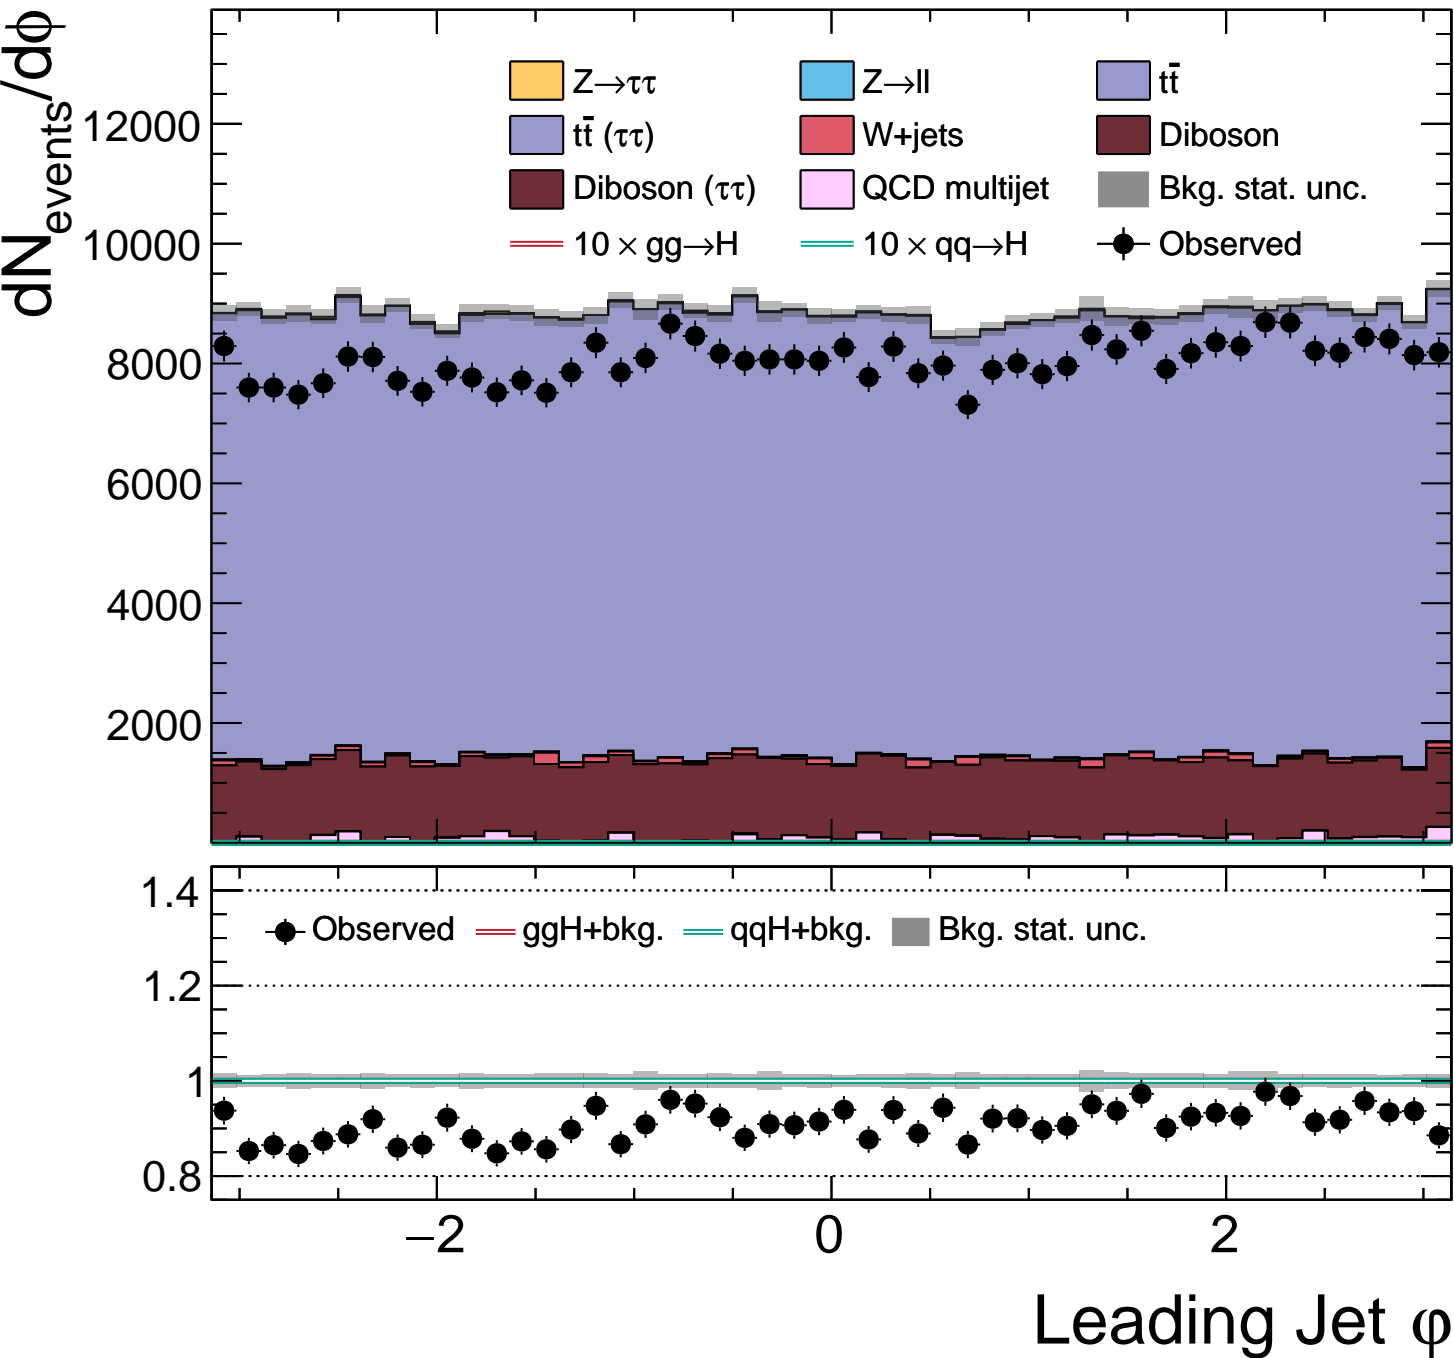 dN_events/dϕ
Z→ττ Z→ll tt̄
tt̄ (ττ) W+jets Diboson
Diboson (ττ) QCD multijet Bkg. stat. unc.
10 × gg→H 10 × qq→H Observed
12000
10000
8000
6000
4000
2000
1.4
Observed ggH+bkg. qqH+bkg. Bkg. stat. unc.
1.2
1
0.8
−2 0 2
Leading Jet φ